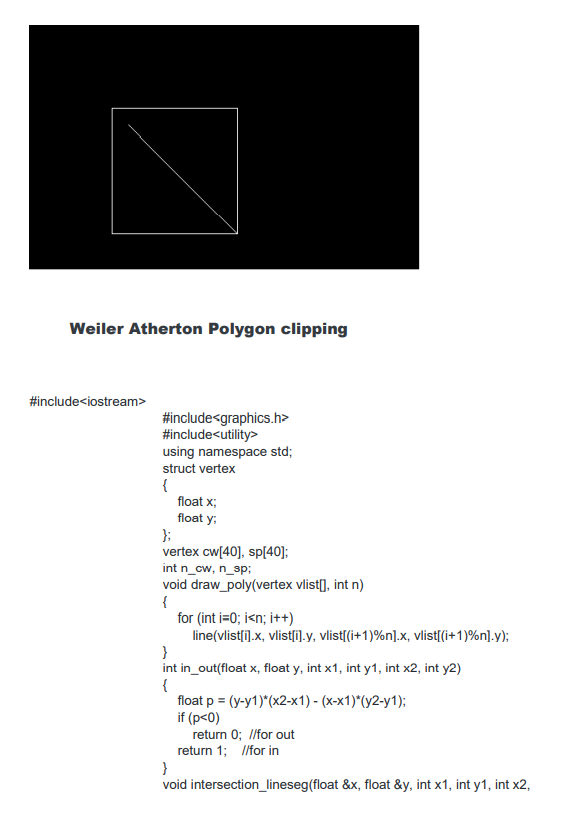 Weiler Atherton Polygon clipping
#include<iostream>
#include<graphics.h>
#include<utility>
using namespace std;
struct vertex
{
float x;
float y;
};
vertex cw[40], sp[40];
int n_cw, n_sp;
void draw_poly(vertex vlist[], int n)
{
for (int i=0; i<n; i++)
line(vlist[i].x, vlist[i].y, vlist[(i+1)%n].x, vlist[(i+1)%n].y);
}
int in_out(float x, float y, int x1, int y1, int x2, int y2)
{
float p = (y-y1)*(x2-x1) - (x-x1)*(y2-y1);
if (p<0)
return 0; //for out
return 1; //for in
}
void intersection_lineseg(float &x, float &y, int x1, int y1, int x2,